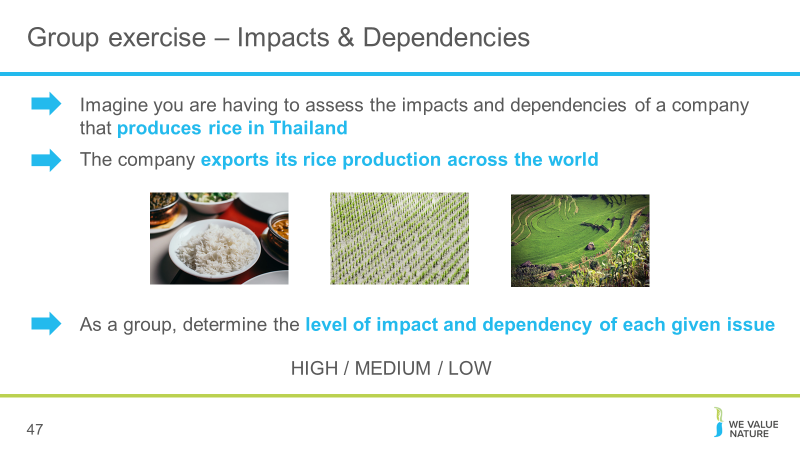 Group exercise – Impacts & Dependencies
Imagine you are having to assess the impacts and dependencies of a company
that produces rice in Thailand
The company exports its rice production across the world
As a group, determine the level of impact and dependency of each given issue
HIGH / MEDIUM / LOW
47
WE VALUE
NATURE